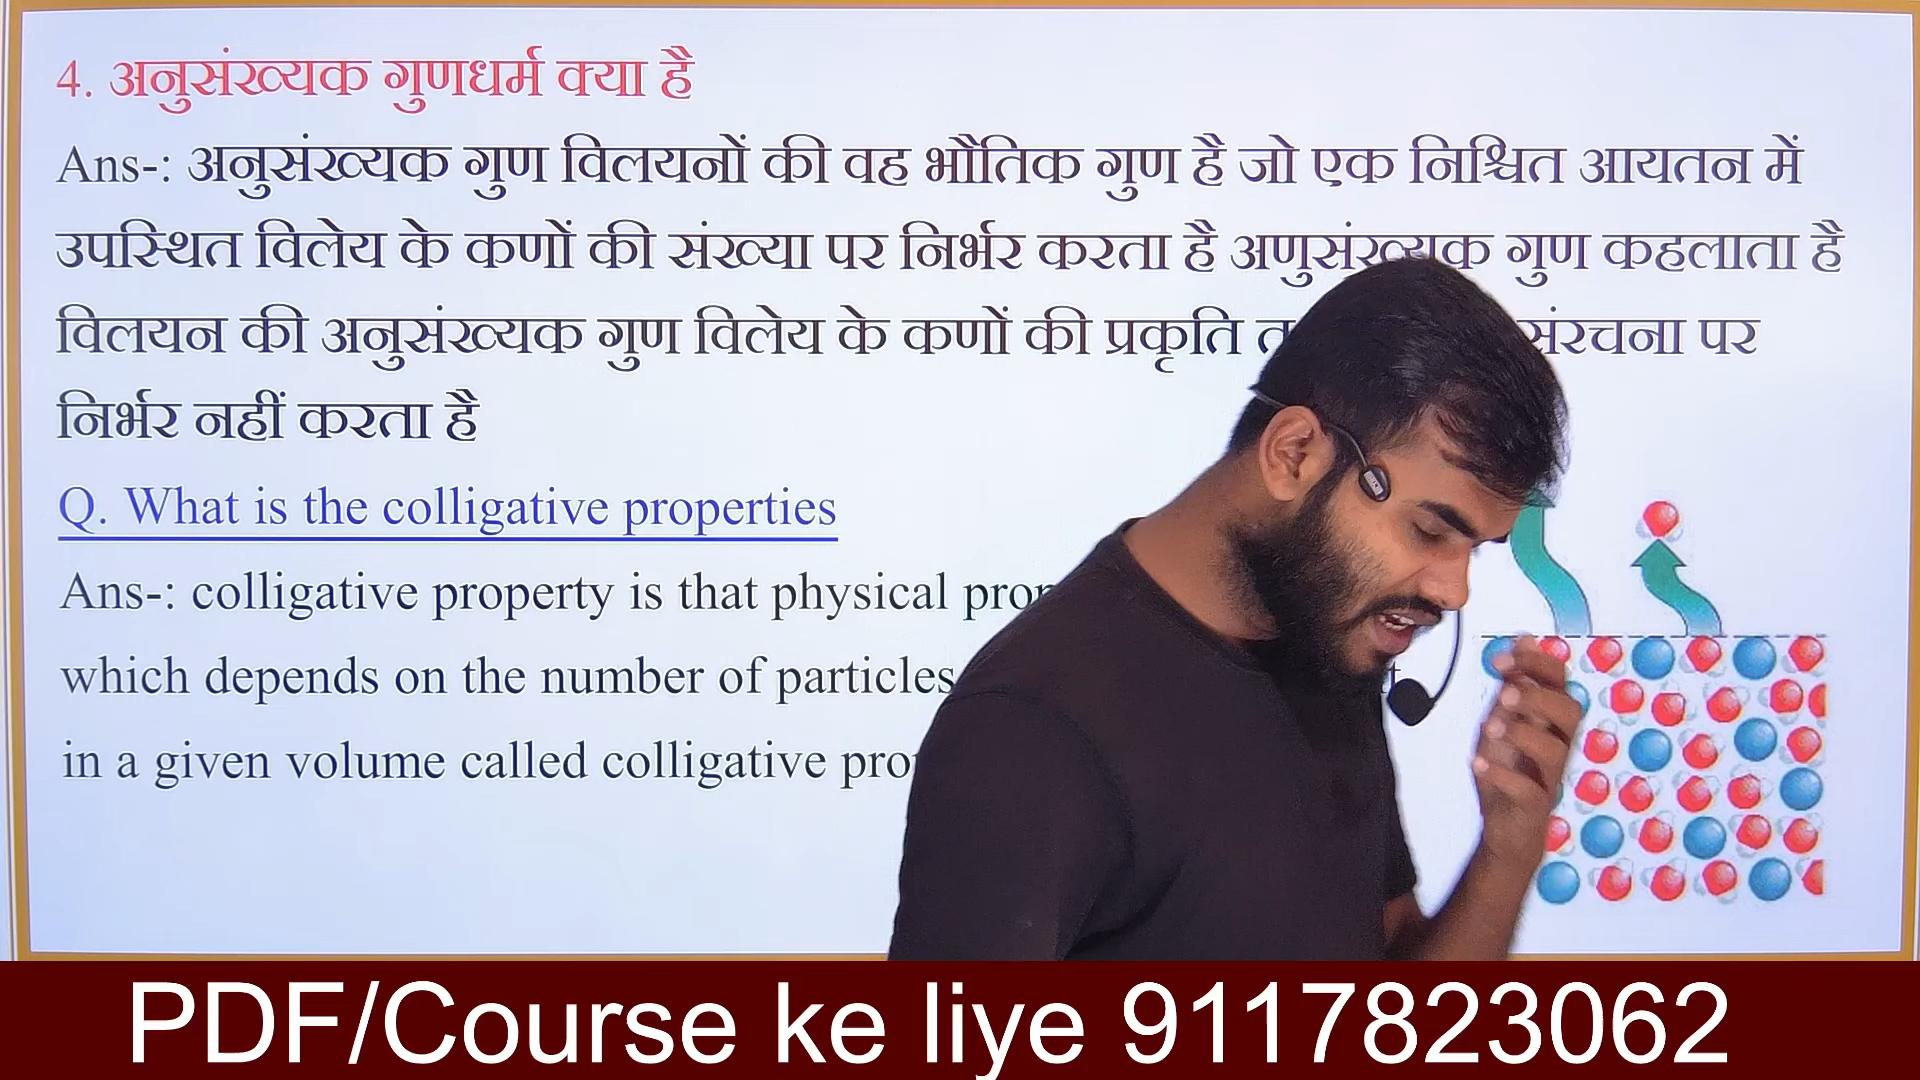 4. अनुसंख्यक गुणधर्म क्या है
Ans-: अनुसंख्यक गुण विलयनों की वह भौतिक गुण है जो एक निश्चित आयतन में
उपस्थित विलेय के कणों की संख्या पर निर्भर करता है अणुसंख्यक गुण कहलाता है
विलयन की अनुसंख्यक गुण विलेय के कणों की प्रकृति संरचना पर
निर्भर नहीं करता है
Q. What is the colligative properties
Ans-: colligative property is that physical
which depends on the number of particles
in a given volume called colligative
PDF/Course ke liye 9117823062